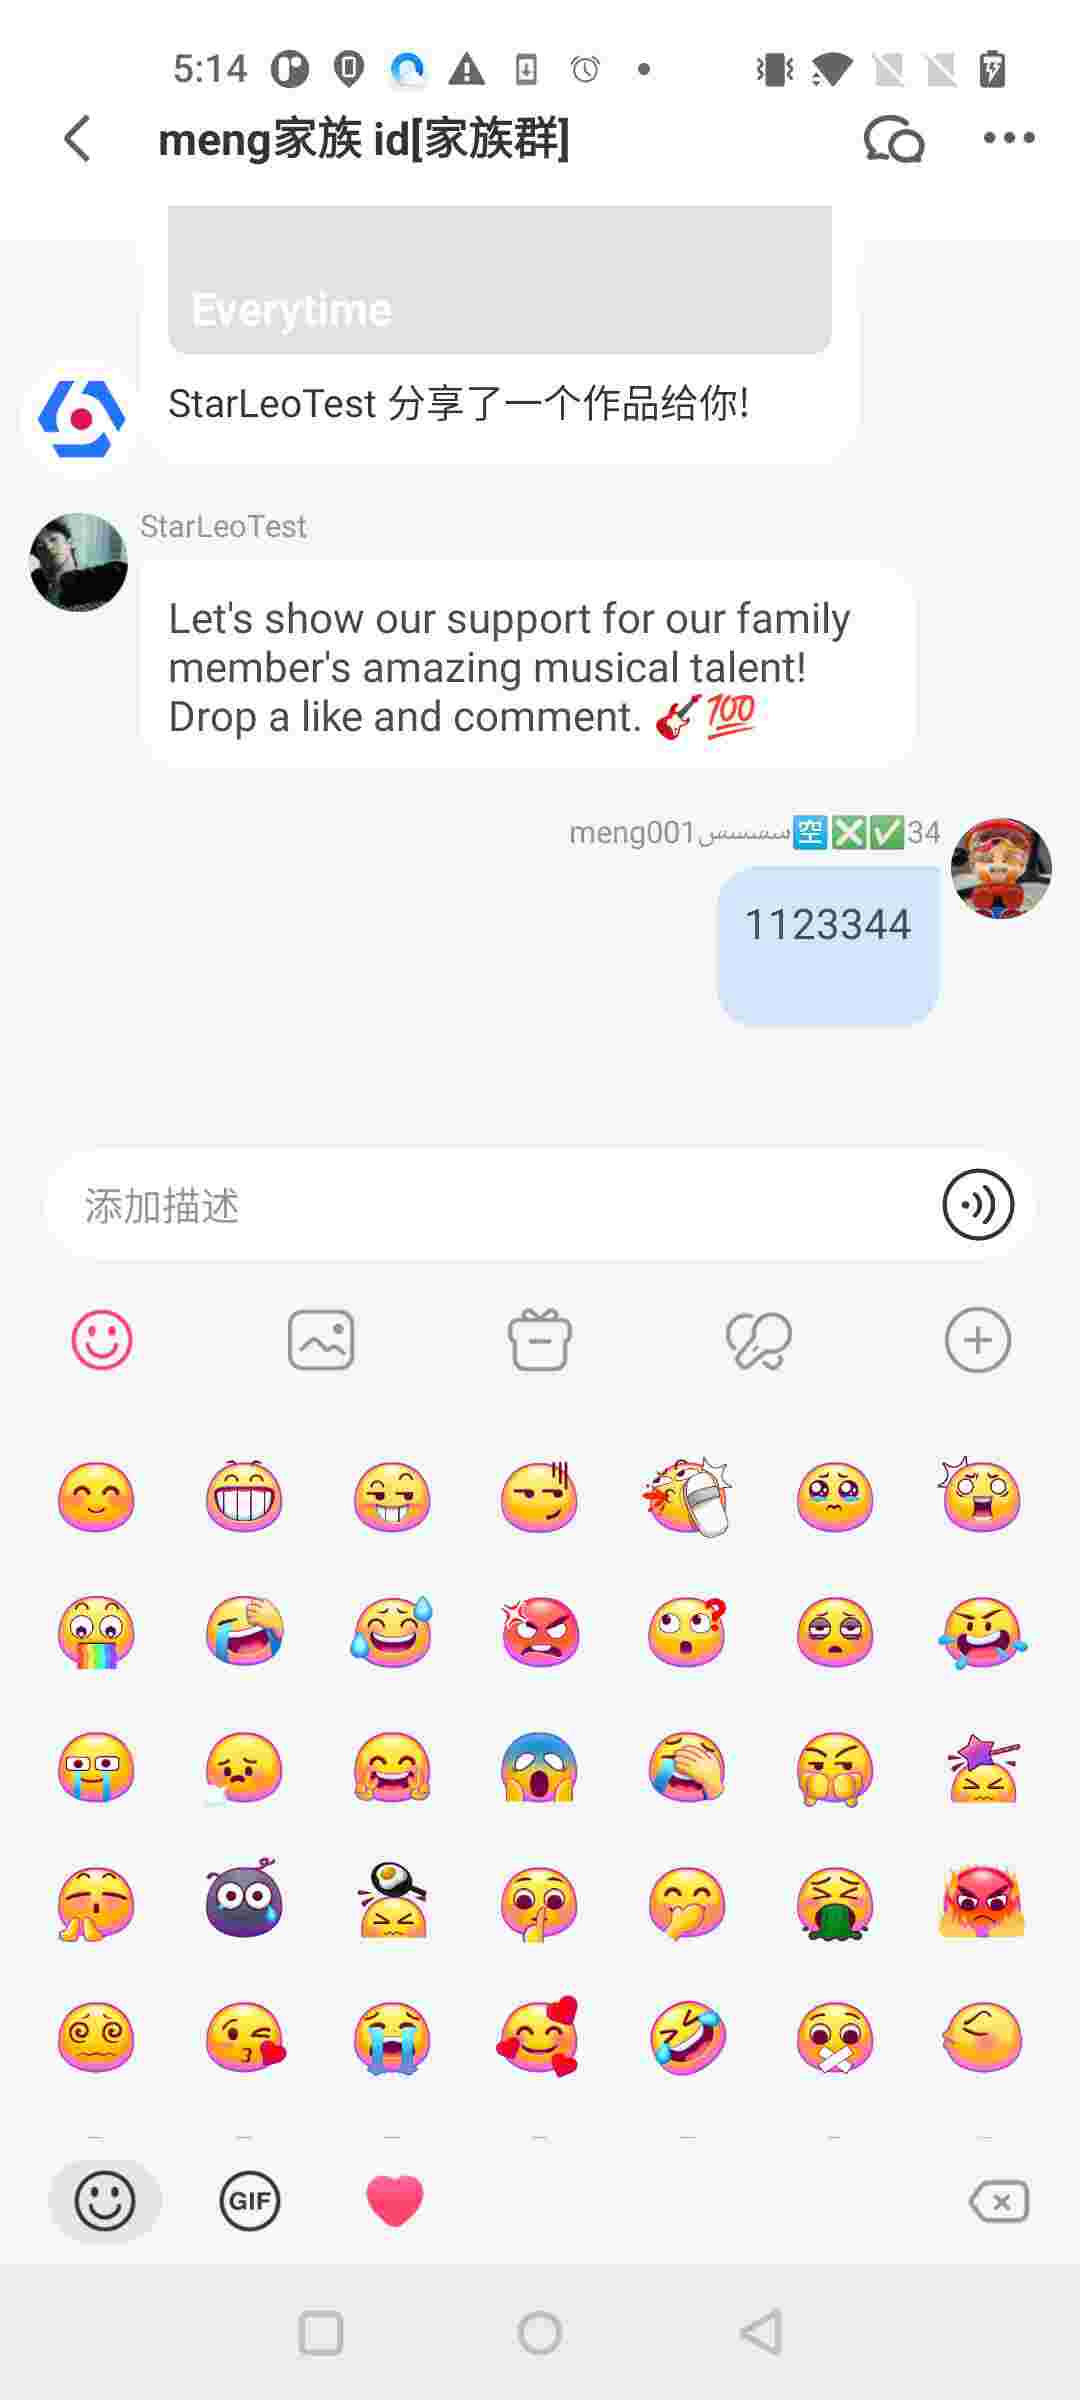 5:14
meng家族 id[家族群]
Everytime
StarLeoTest 分享了一个作品给你!
StarLeoTest
Let's show our support for our family
member's amazing musical talent!
Drop a like and comment. 🎸💯
meng001سسسس🈳❎✅34
1123344
添加描述
GIF